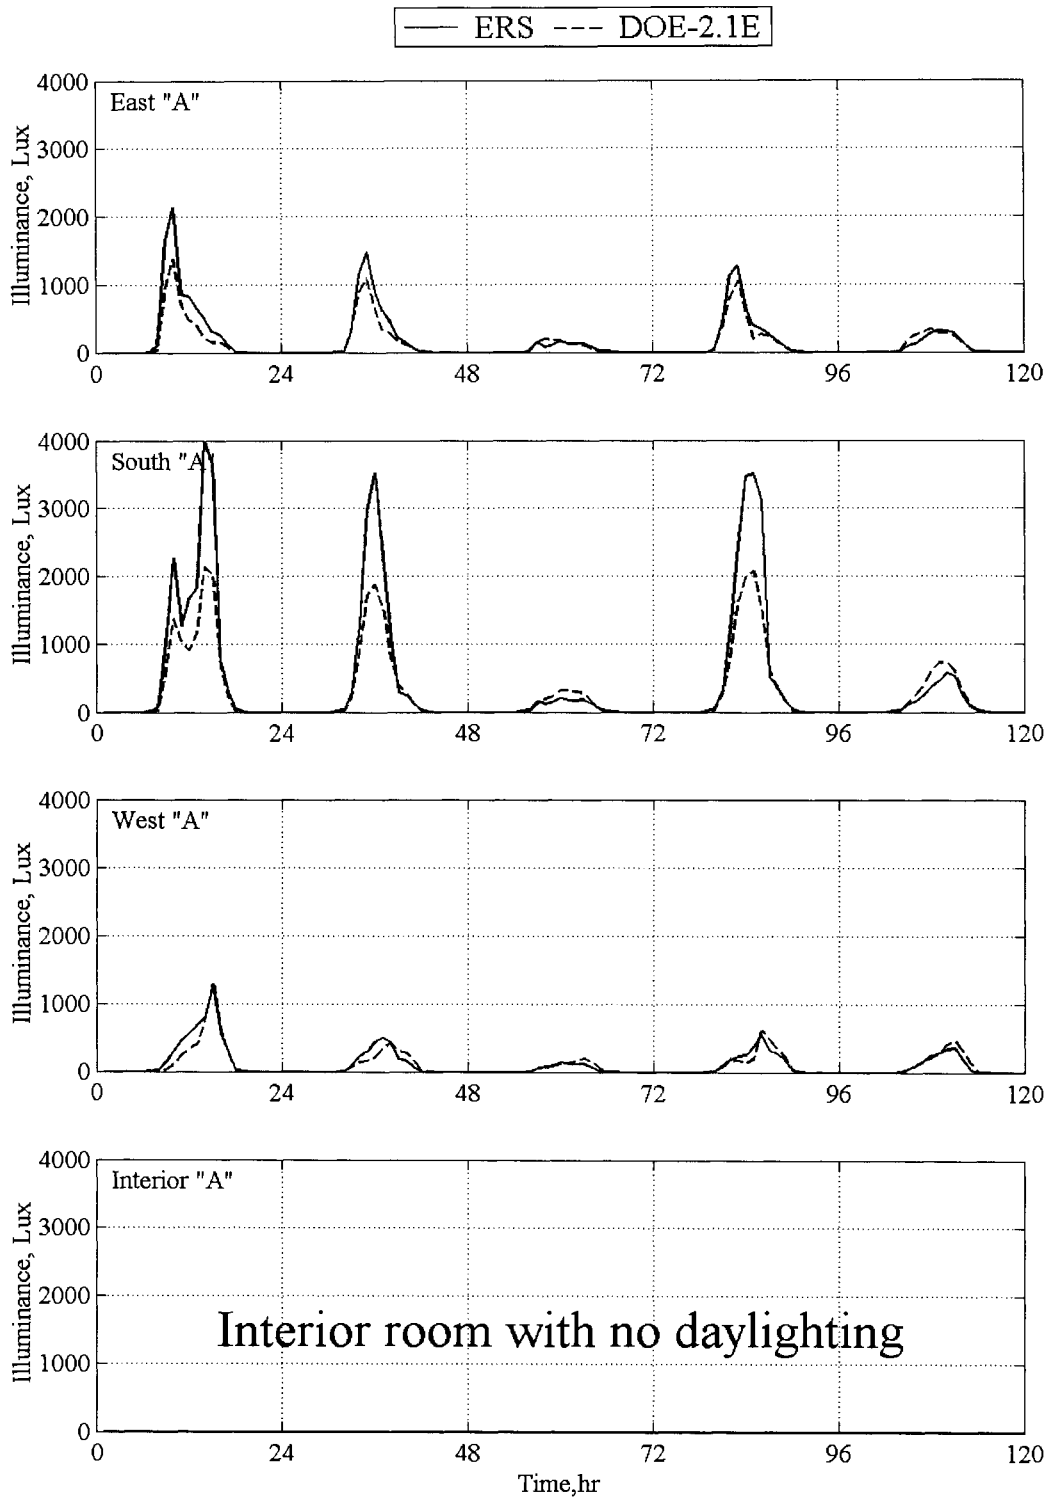 ERS DOE-2.1E
4000
East "A"
3000
2000
1000
0
Illuminance, Lux
0 24 48 72 96 120
4000
South "A
3000
2000
1000
0
Illuminance, Lux
0 24 48 72 96 120
4000
West "A"
3000
2000
1000
0
Illuminance, Lux
0 24 48 72 96 120
4000
Interior "A"
3000
2000
Interior room with no daylighting
1000
0
Illuminance, Lux
0 24 48 72 96 120
Time,hr